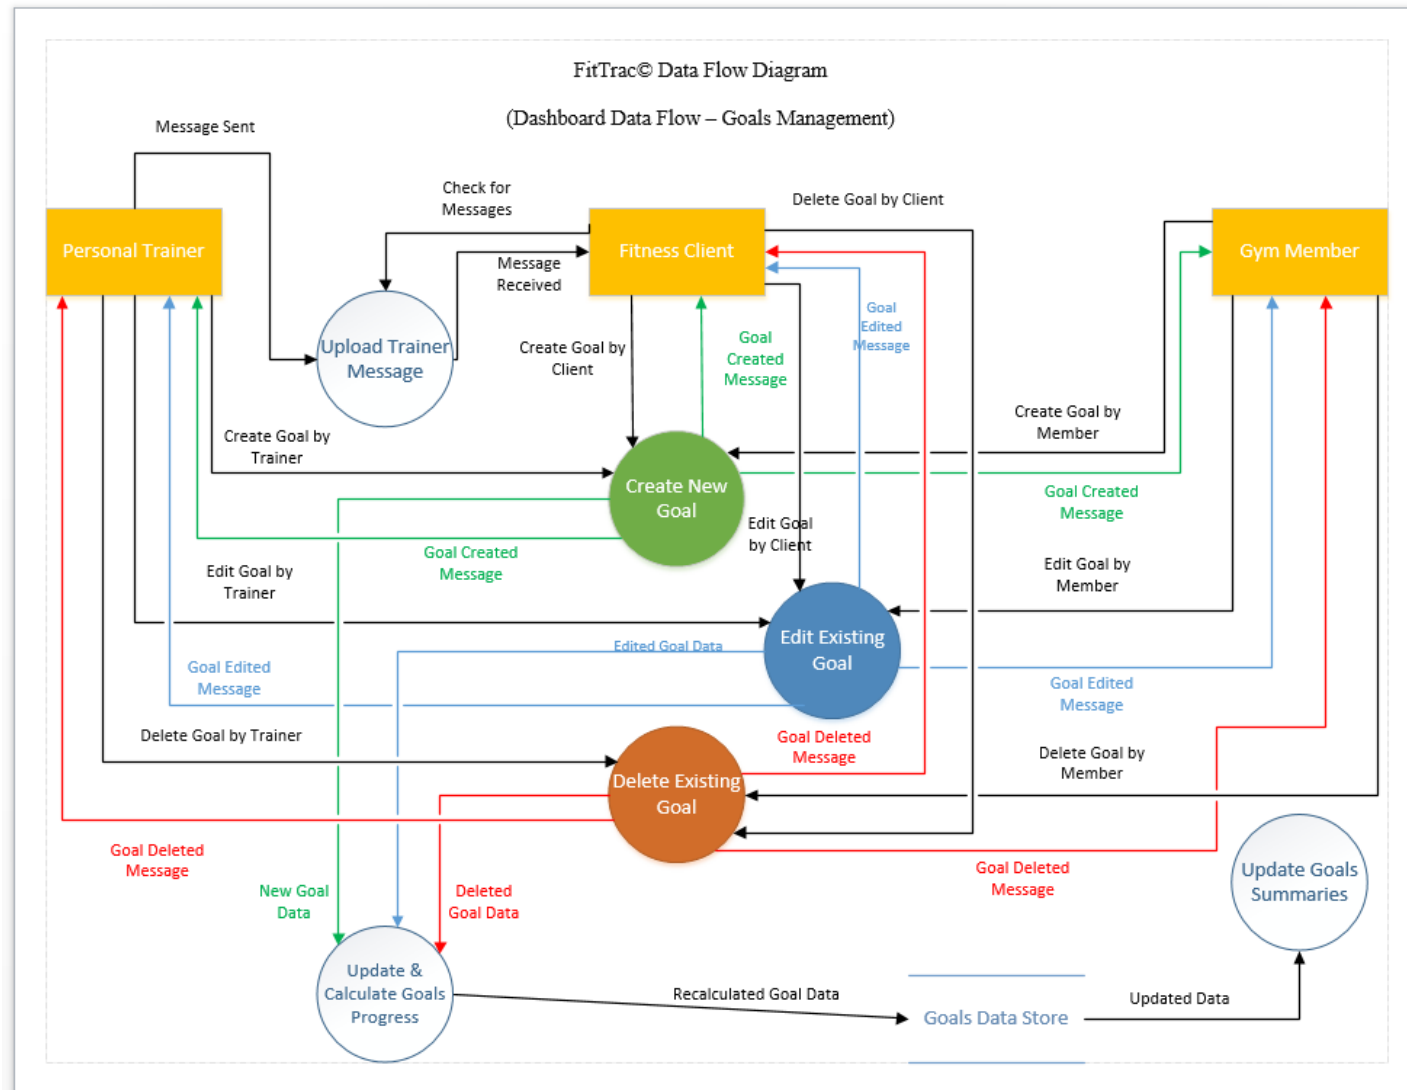 FitTrac© Data Flow Diagram
(Dashboard Data Flow – Goals Management)
Message Sent
Check for
Messages
Delete Goal by Client
Personal Trainer
Fitness Client
Gym Member
Message
Received
Goal
Edited
Message
Upload Trainer
Message
Create Goal by
Client
Goal
Created
Message
Create Goal by
Trainer
Create Goal by
Member
Create New
Goal
Goal Created
Message
Edit Goal
by Client
Goal Created
Message
Edit Goal by
Trainer
Edit Goal by
Member
Edit Existing
Goal
Edited Goal Data
Goal Edited
Message
Goal Edited
Message
Delete Goal by Trainer
Goal Deleted
Message
Delete Goal by
Member
Delete Existing
Goal
Goal Deleted
Message
Goal Deleted
Message
Update Goals
Summaries
New Goal
Data
Deleted
Goal Data
Update &
Calculate Goals
Progress
Recalculated Goal Data
Goals Data Store
Updated Data